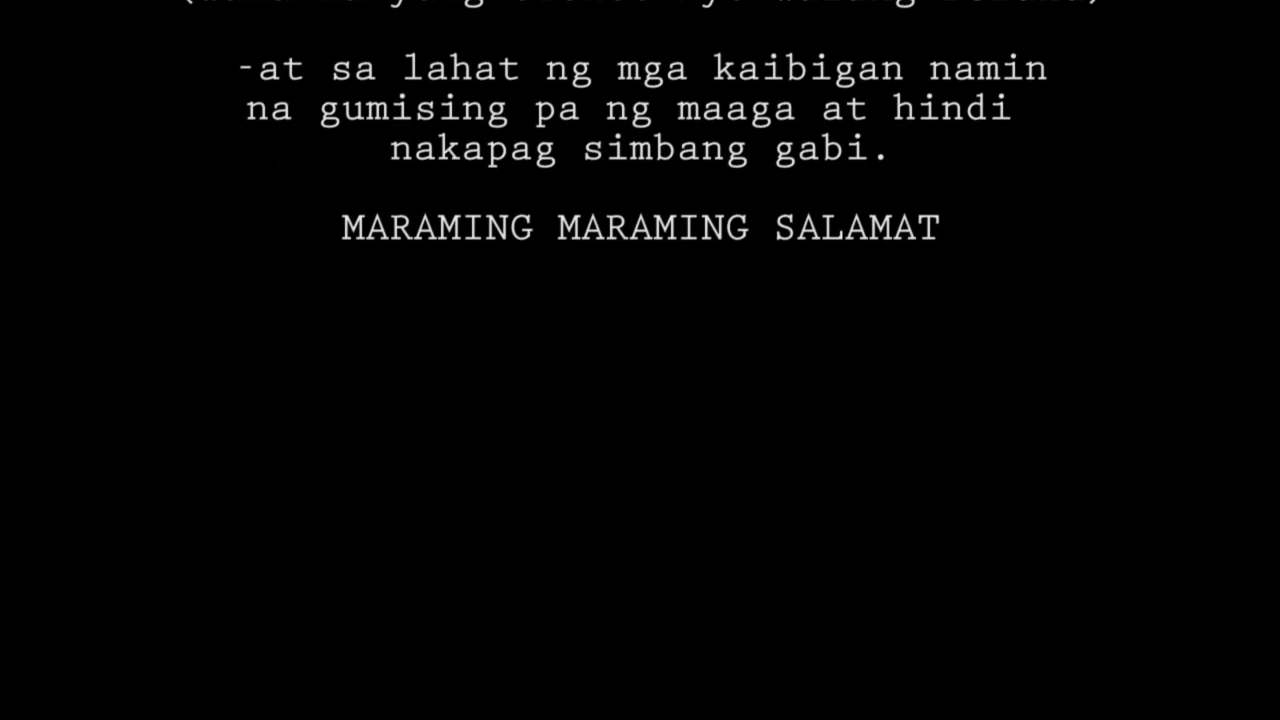 -at sa lahat ng mga kaibigan namin
na gumising pa ng maaga at hindi
nakapag simbang gabi.
MARAMING MARAMING SALAMAT